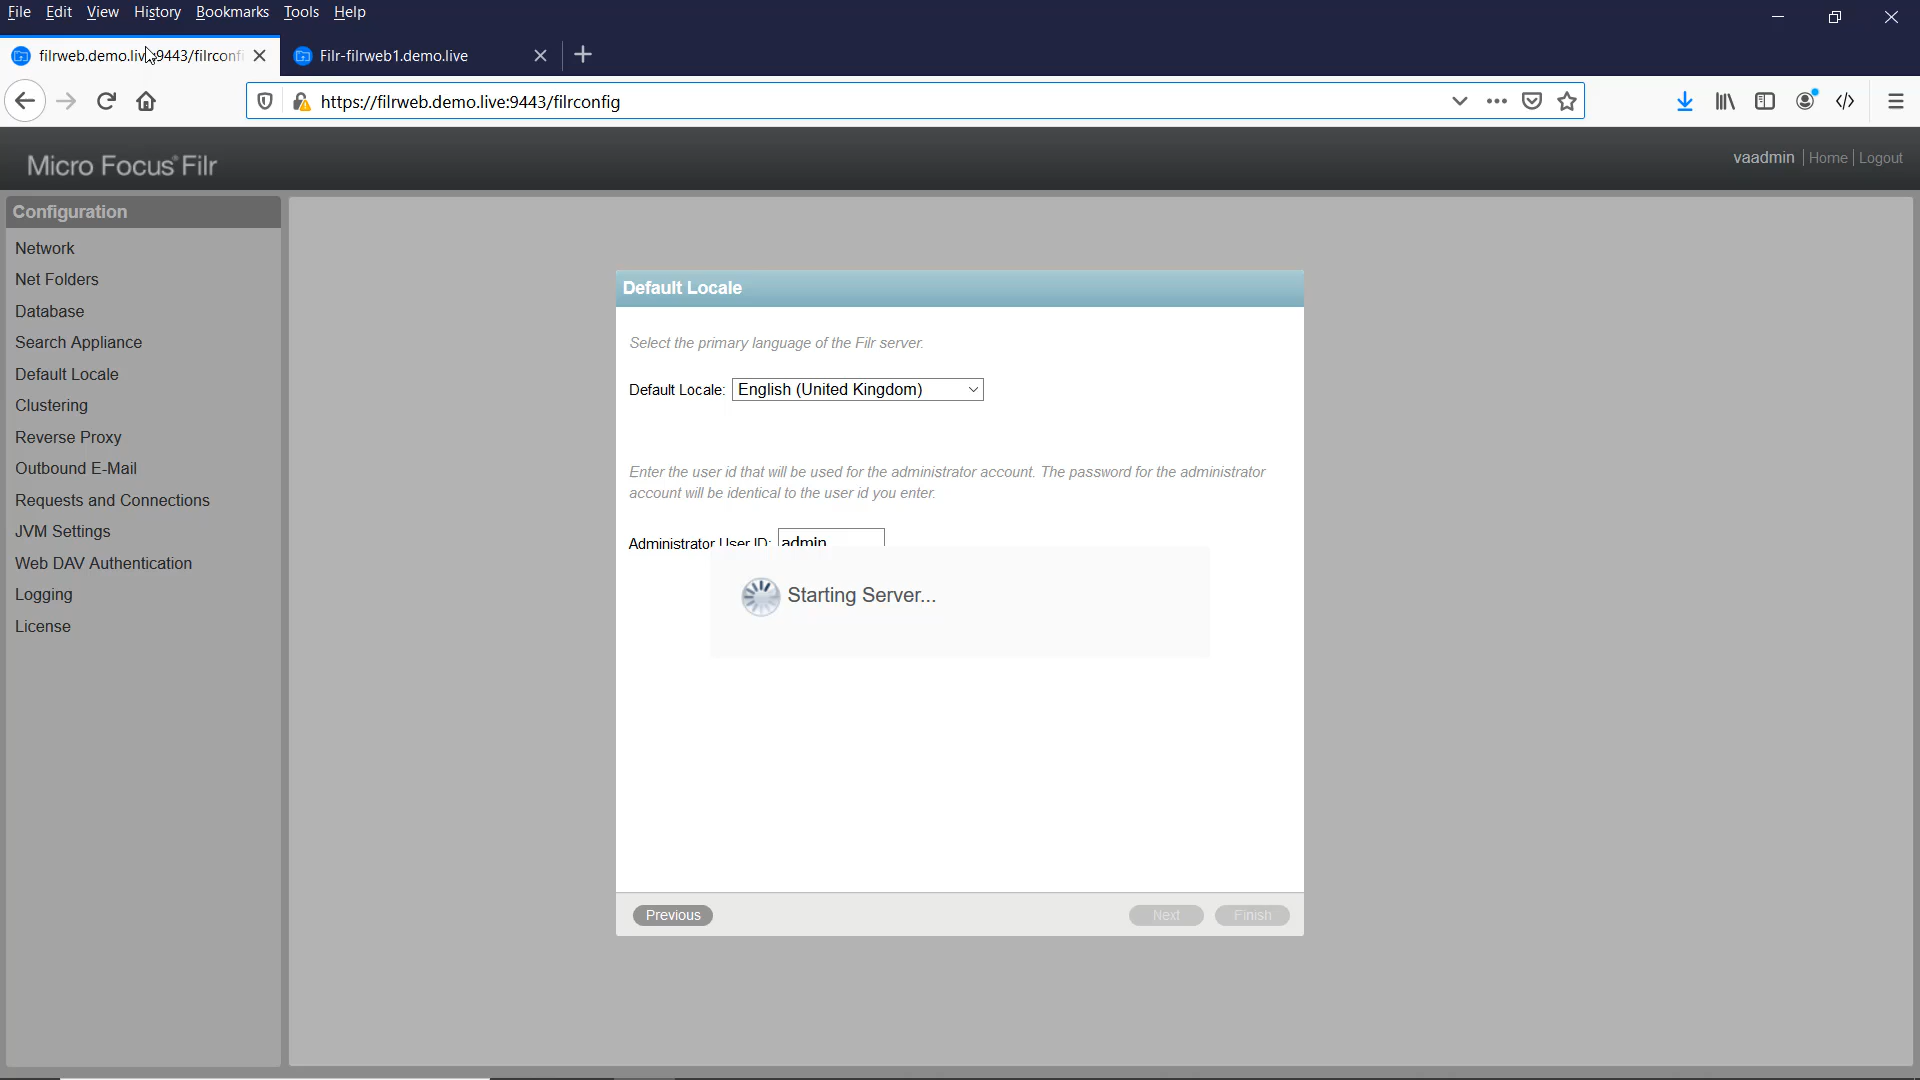 File Edit View History Bookmarks Tools Help
filrweb.demo.live:9443/filrconfi
Filr-filrweb1.demo.live
https://filrweb.demo.live:9443/filrconfig
Micro Focus® Filr
vaadmin | Home | Logout
Configuration
Network
Net Folders
Database
Search Appliance
Default Locale
Clustering
Reverse Proxy
Outbound E-Mail
Requests and Connections
JVM Settings
Web DAV Authentication
Logging
License
Default Locale
Select the primary language of the Filr server.
Default Locale: English (United Kingdom)
Enter the user id that will be used for the administrator account. The password for the administrator
account will be identical to the user id you enter.
Administrator User ID: admin
Starting Server...
Previous
Next
Finish